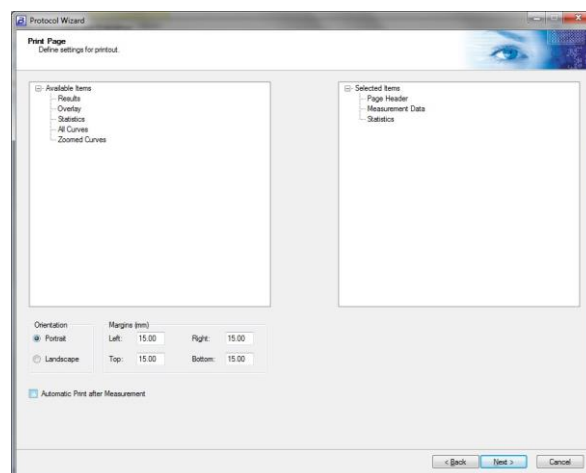 Protocol Wizard
Print Page
Define settings for printout.
Available Items
Results
Overlay
Statistics
All Curves
Zoomed Curves
Selected Items
Page Header
Measurement Data
Statistics
Orientation
Portrait
Landscape
Margins (mm)
Left: 15.00 Right: 15.00
Top: 15.00 Bottom: 15.00
Automatic Print after Measurement
< Back Next > Cancel